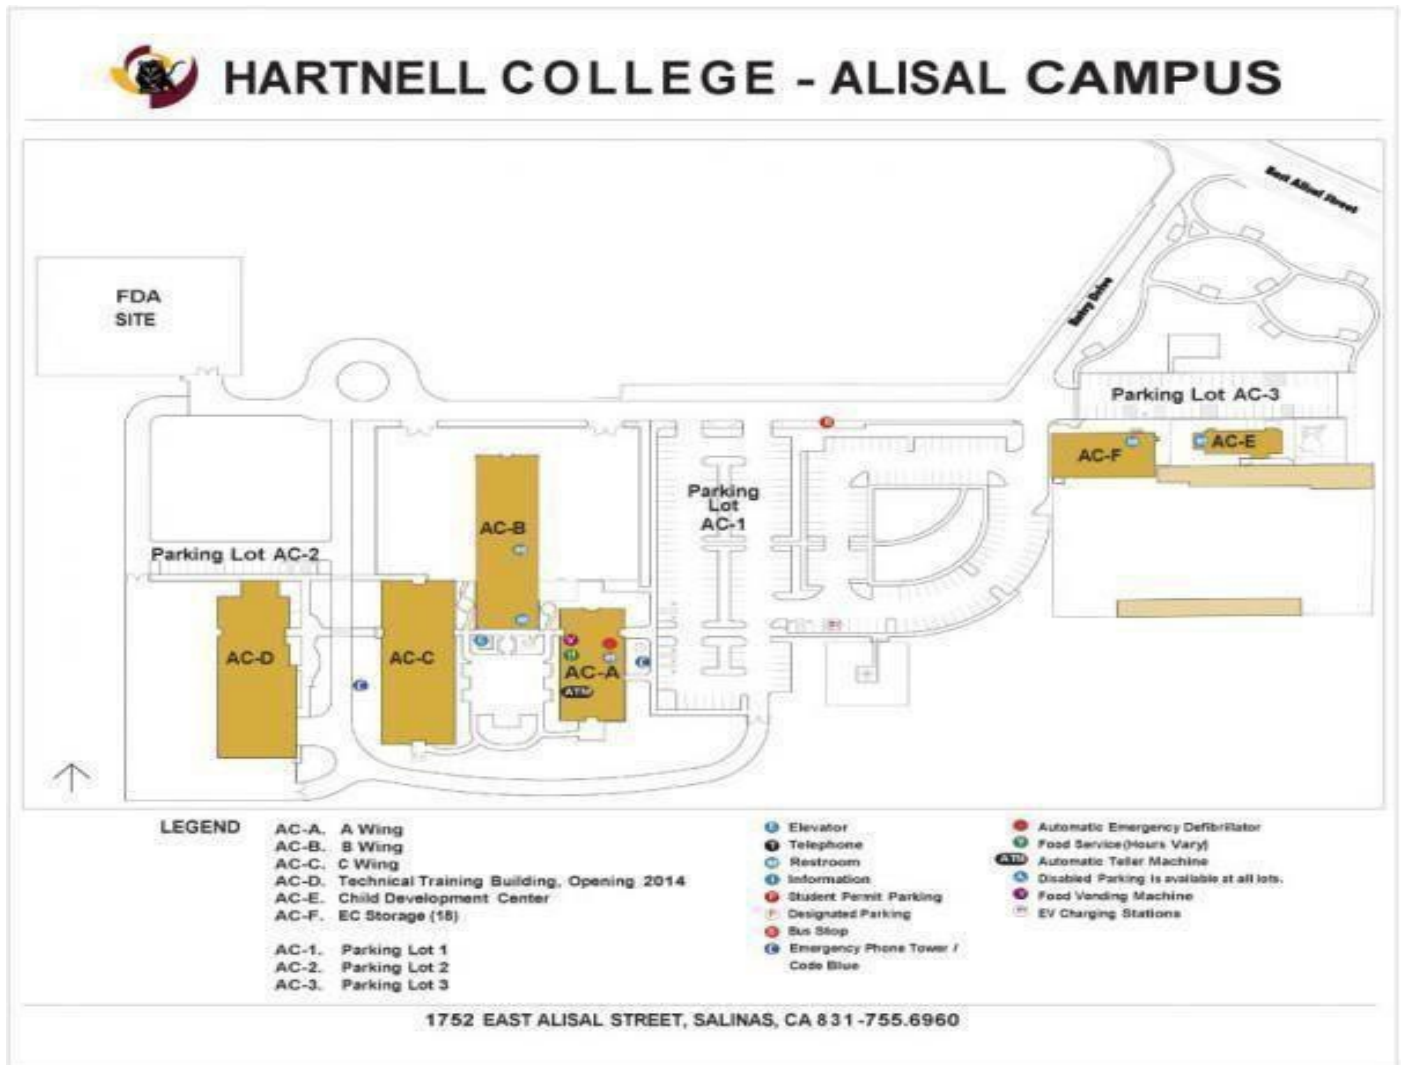 HARTNELL COLLEGE - ALISAL CAMPUS
East Alisal Street
Entry Drive
FDA
SITE
Parking Lot AC-3
AC-F
AC-E
Parking
Lot
AC-1
AC-B
Parking Lot AC-2
AC-D
AC-C
AC-A
ATM
LEGEND
AC-A. A Wing
AC-B. B Wing
AC-C. C Wing
AC-D. Technical Training Building, Opening 2014
AC-E. Child Development Center
AC-F. EC Storage (18)
AC-1. Parking Lot 1
AC-2. Parking Lot 2
AC-3. Parking Lot 3
Elevator
Telephone
Restroom
Information
Student Permit Parking
Designated Parking
Bus Stop
Emergency Phone Tower /
Code Blue
Automatic Emergency Defibrillator
Food Service(Hours Vary)
ATM Automatic Teller Machine
Disabled Parking is available at all lots.
Food Vending Machine
EV Charging Stations
1752 EAST ALISAL STREET, SALINAS, CA 831-755.6960